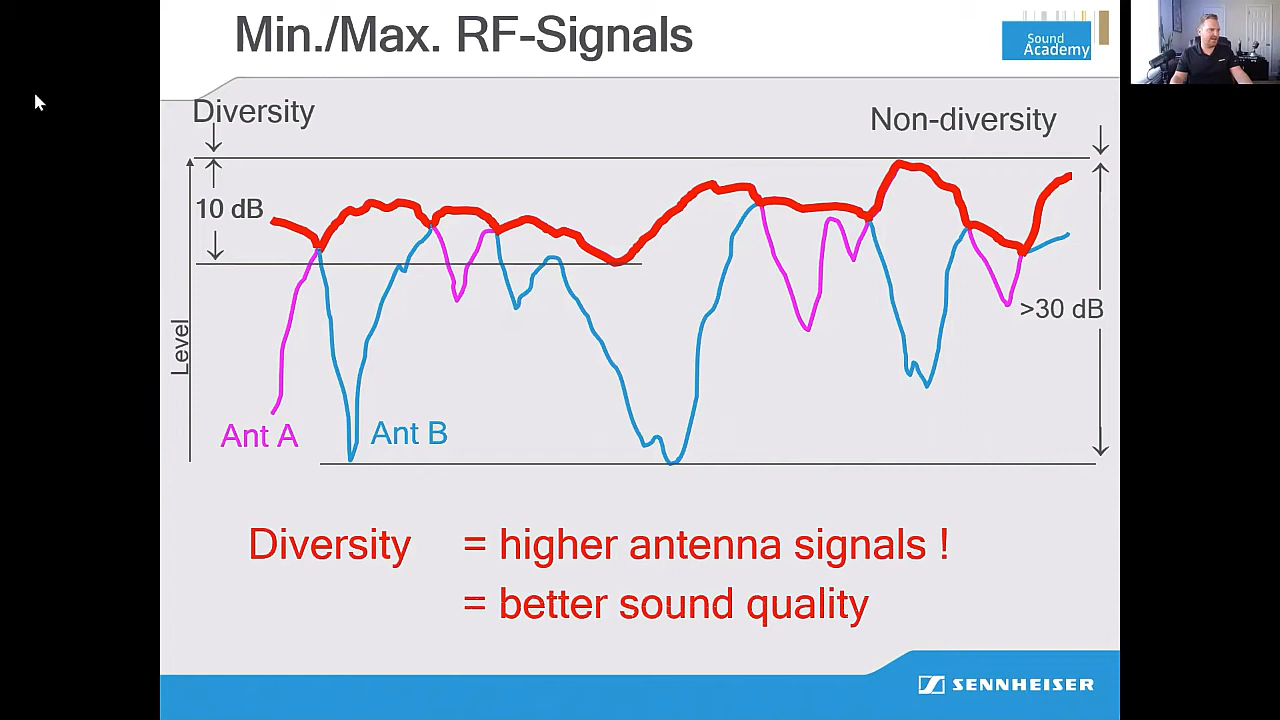 Min./Max. RF-Signals
Sound
Academy
Diversity
Non-diversity
10 dB
>30 dB
Level
Ant A
Ant B
Diversity = higher antenna signals !
= better sound quality
SENNHEISER